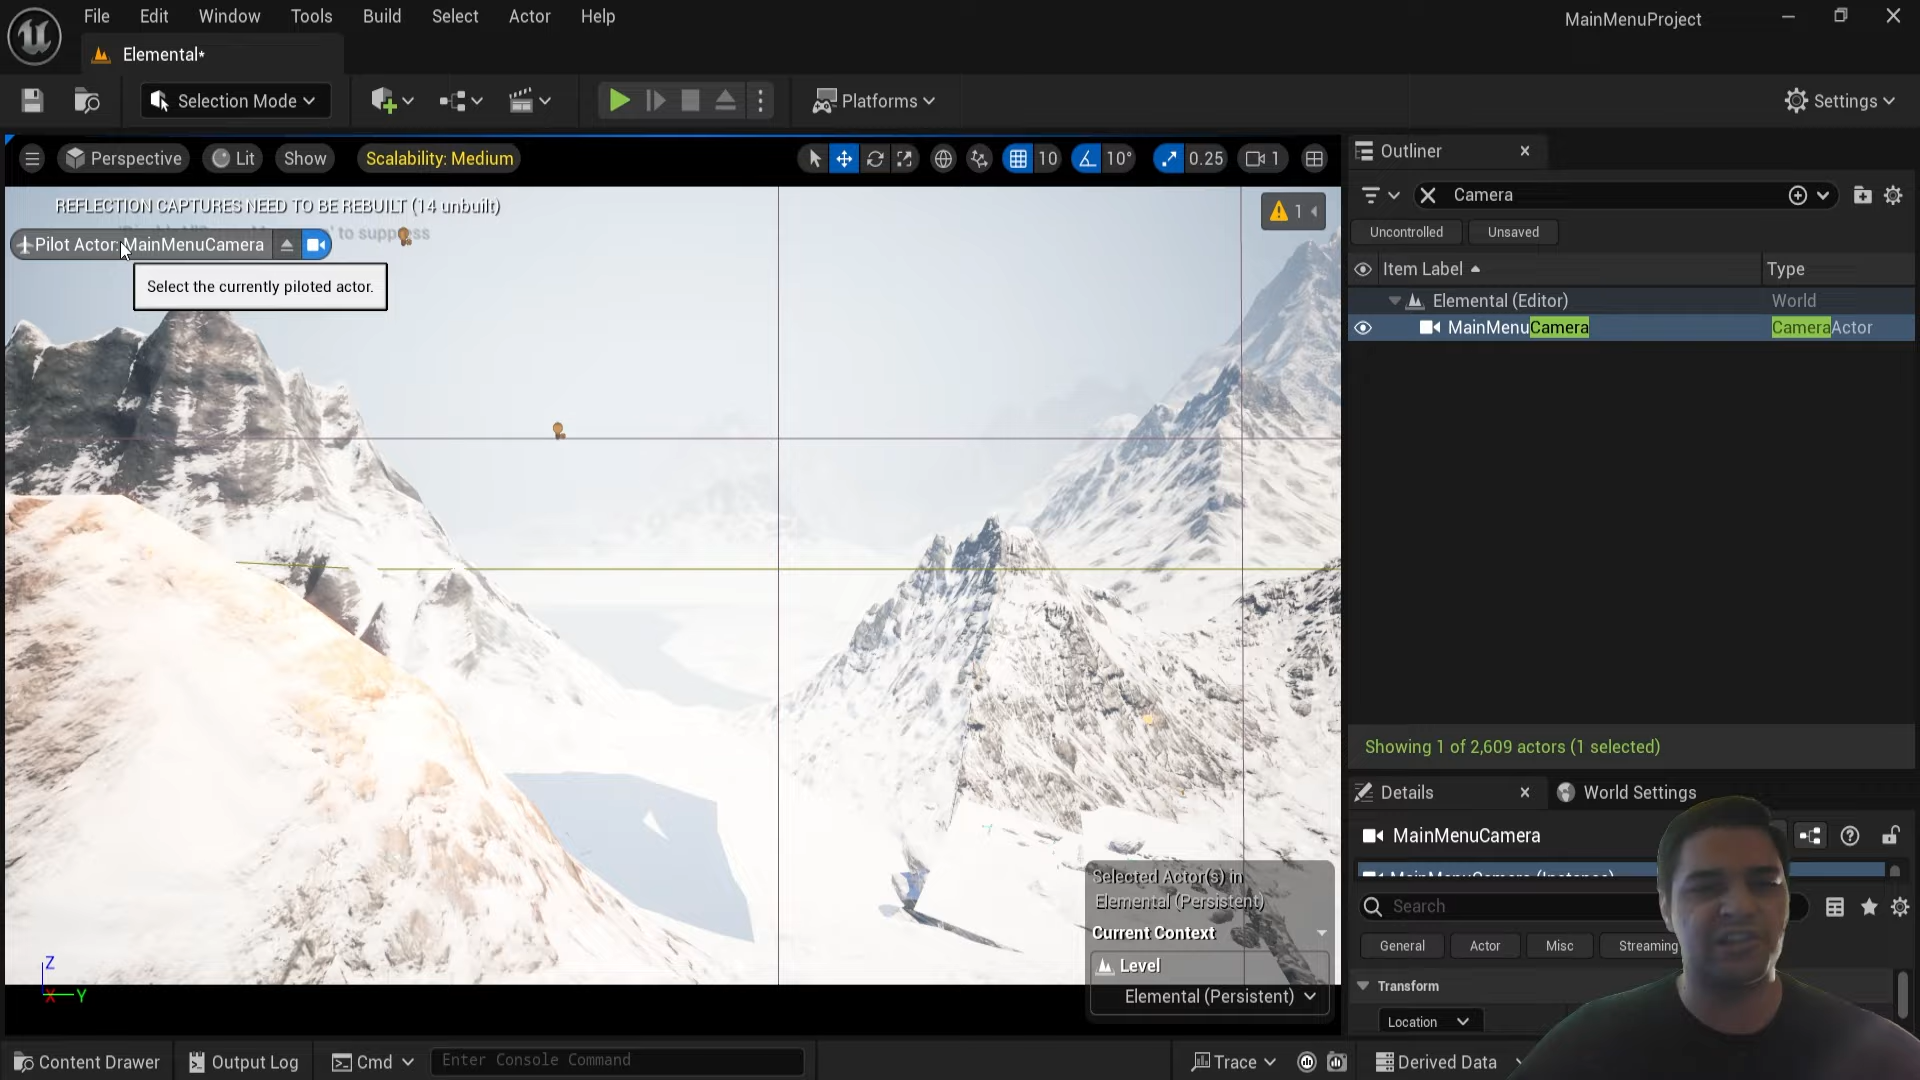 File Edit Window Tools Build Select Actor Help
MainMenuProject
Elemental*
Selection Mode
Platforms
Settings
Perspective Lit Show Scalability: Medium
10 10° 0.25 1
REFLECTION CAPTURES NEED TO BE REBUILT (14 unbuilt)
to suppress
1
Pilot Actor: MainMenuCamera
Select the currently piloted actor.
Selected Actor(s) in
Elemental (Persistent)
Current Context
Level
Elemental (Persistent)
Z
X Y
Outliner
Camera
Uncontrolled Unsaved
Item Label Type
Elemental (Editor) World
MainMenuCamera CameraActor
Showing 1 of 2,609 actors (1 selected)
Details World Settings
MainMenuCamera
MainMenuCamera (Instance)
Search
General Actor Misc Streaming
Transform
Location
Content Drawer Output Log Cmd Enter Console Command Trace Derived Data